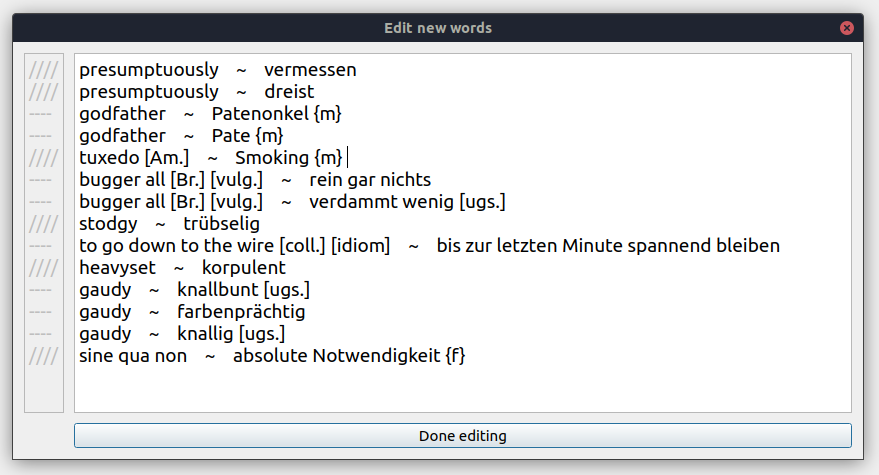 Edit new words
//// presumptuously ~ vermessen
//// presumptuously ~ dreist
---- godfather ~ Patenonkel {m}
---- godfather ~ Pate {m}
//// tuxedo [Am.] ~ Smoking {m}
---- bugger all [Br.] [vulg.] ~ rein gar nichts
---- bugger all [Br.] [vulg.] ~ verdammt wenig [ugs.]
//// stodgy ~ trübselig
---- to go down to the wire [coll.] [idiom] ~ bis zur letzten Minute spannend bleiben
//// heavyset ~ korpulent
---- gaudy ~ knallbunt [ugs.]
---- gaudy ~ farbenprächtig
---- gaudy ~ knallig [ugs.]
//// sine qua non ~ absolute Notwendigkeit {f}
Done editing